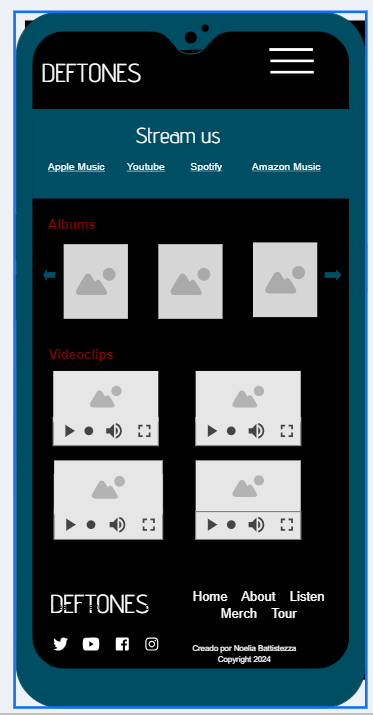 DEFTONES
Stream us
Apple Music Youtube Spotify Amazon Music
Albums
Videoclips
DEFTONES
Home About Listen
Merch Tour
Creado por Noelia Battistezza
Copyright 2024